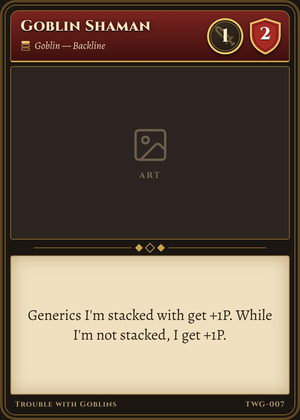 Goblin Shaman
1
2
Goblin — Backline
ART
Generics I'm stacked with get +1P. While
I'm not stacked, I get +1P.
Trouble with Goblins
TWG-007